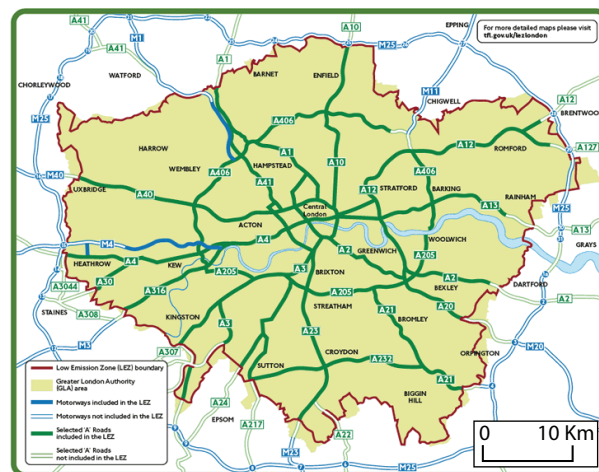 A41
A10
EPPING
For more detailed maps please visit
tfl.gov.uk/lezlondon
M1
M25
A41
A1
BARNET
ENFIELD
WATFORD
CHORLEYWOOD
M11
CHIGWELL
A12
BRENTWOO
M25
A406
HARROW
A1
A10
A12
ROMFORD
A127
WEMBLEY
HAMPSTEAD
A406
A406
M40
A41
A12
STRATFORD
BARKING
UXBRIDGE
A40
RAINHAM
A13
M25
Central
London
ACTON
A13
M4
A4
WOOLWICH
GRAYS
A2
GREENWICH
A205
HEATHROW
A4
KEW
A205
A3
BRIXTON
A2
DARTFORD
A3044
A30
A316
A205
BEXLEY
A2
STAINES
A308
STREATHAM
A21
A20
KINGSTON
A3
A23
BROMLEY
M3
M20
A307
CROYDON
A232
ORPINGTON
SUTTON
A21
Low Emission Zone (LEZ) boundary
Greater London Authority
(GLA) area
Motorways included in the LEZ
Motorways not included in the LEZ
Selected 'A' Roads
included in the LEZ
Selected 'A' Roads
not included in the LEZ
A24
EPSOM
A217
BIGGIN
HILL
A22
M23
M25
0 10 Km